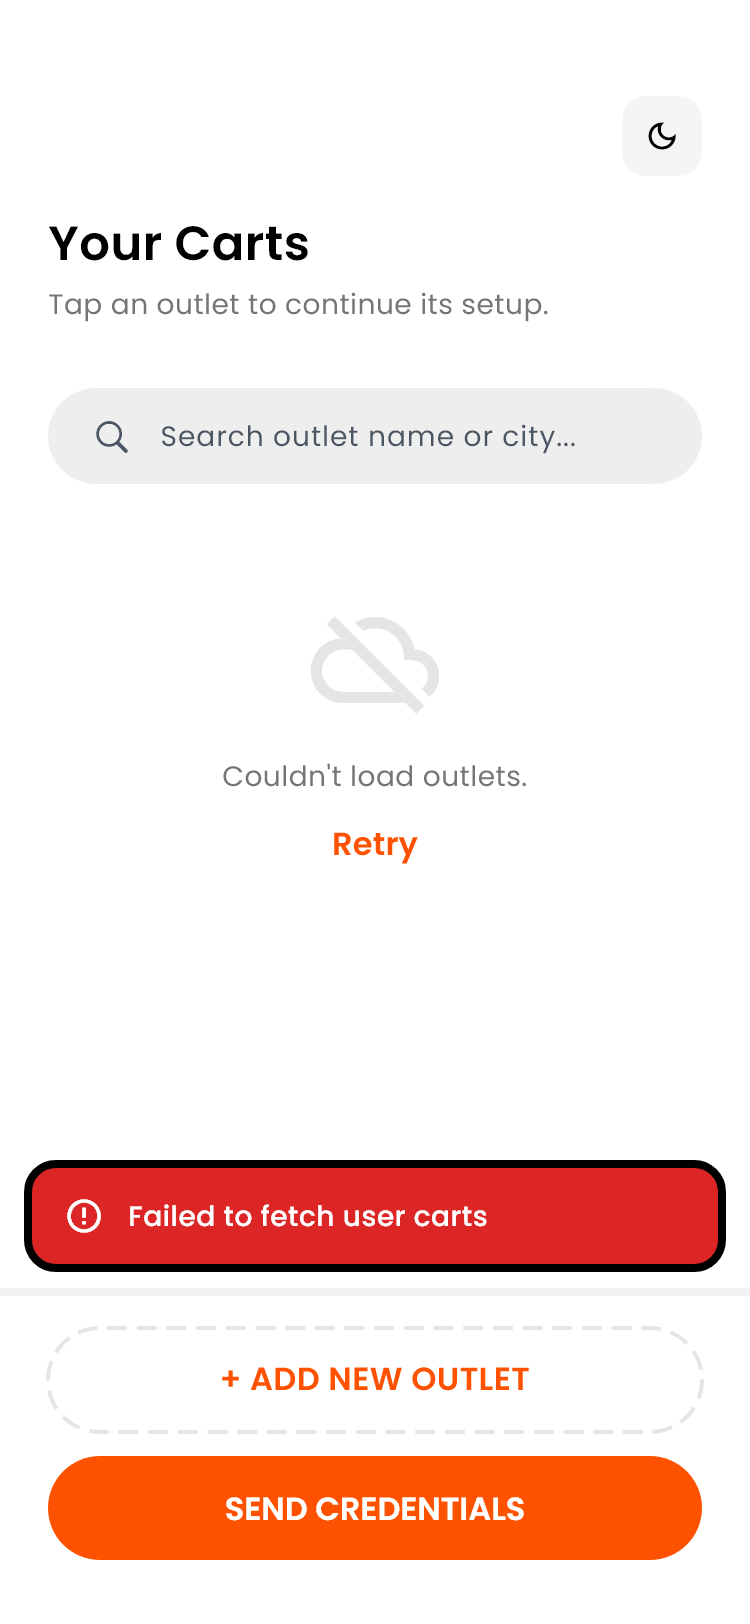 Your Carts
Tap an outlet to continue its setup.
Search outlet name or city...
Couldn't load outlets.
Retry
Failed to fetch user carts
+ ADD NEW OUTLET
SEND CREDENTIALS